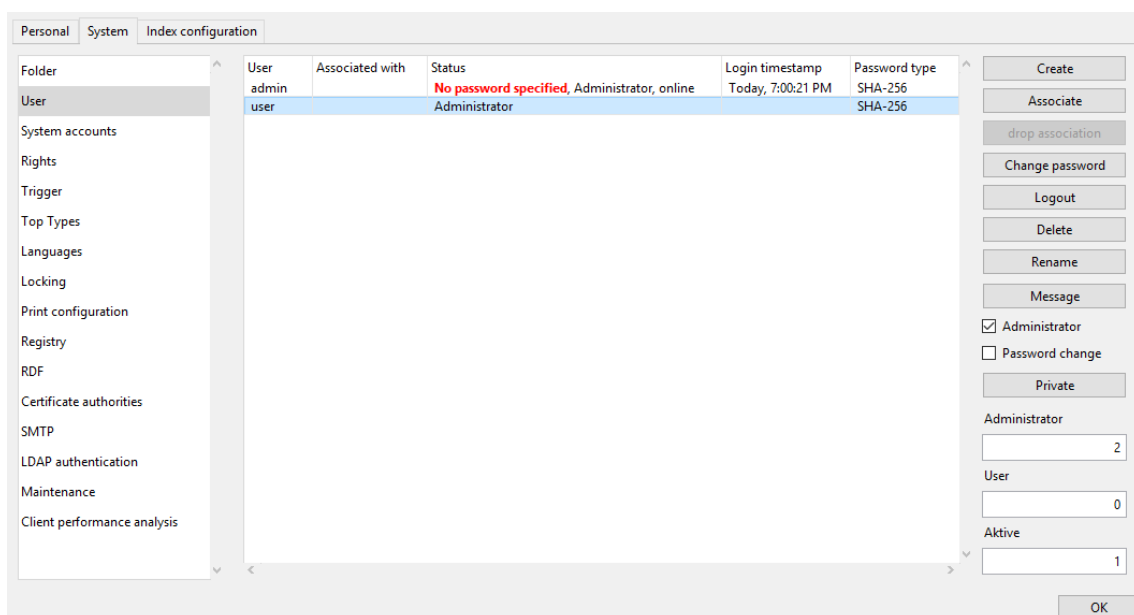 Personal System Index configuration
Folder
User
System accounts
Rights
Trigger
Top Types
Languages
Locking
Print configuration
Registry
RDF
Certificate authorities
SMTP
LDAP authentication
Maintenance
Client performance analysis
User Associated with Status Login timestamp Password type
admin No password specified, Administrator, online Today, 7:00:21 PM SHA-256
user Administrator SHA-256
Create
Associate
drop association
Change password
Logout
Delete
Rename
Message
Administrator
Password change
Private
Administrator
2
User
0
Aktive
1
OK